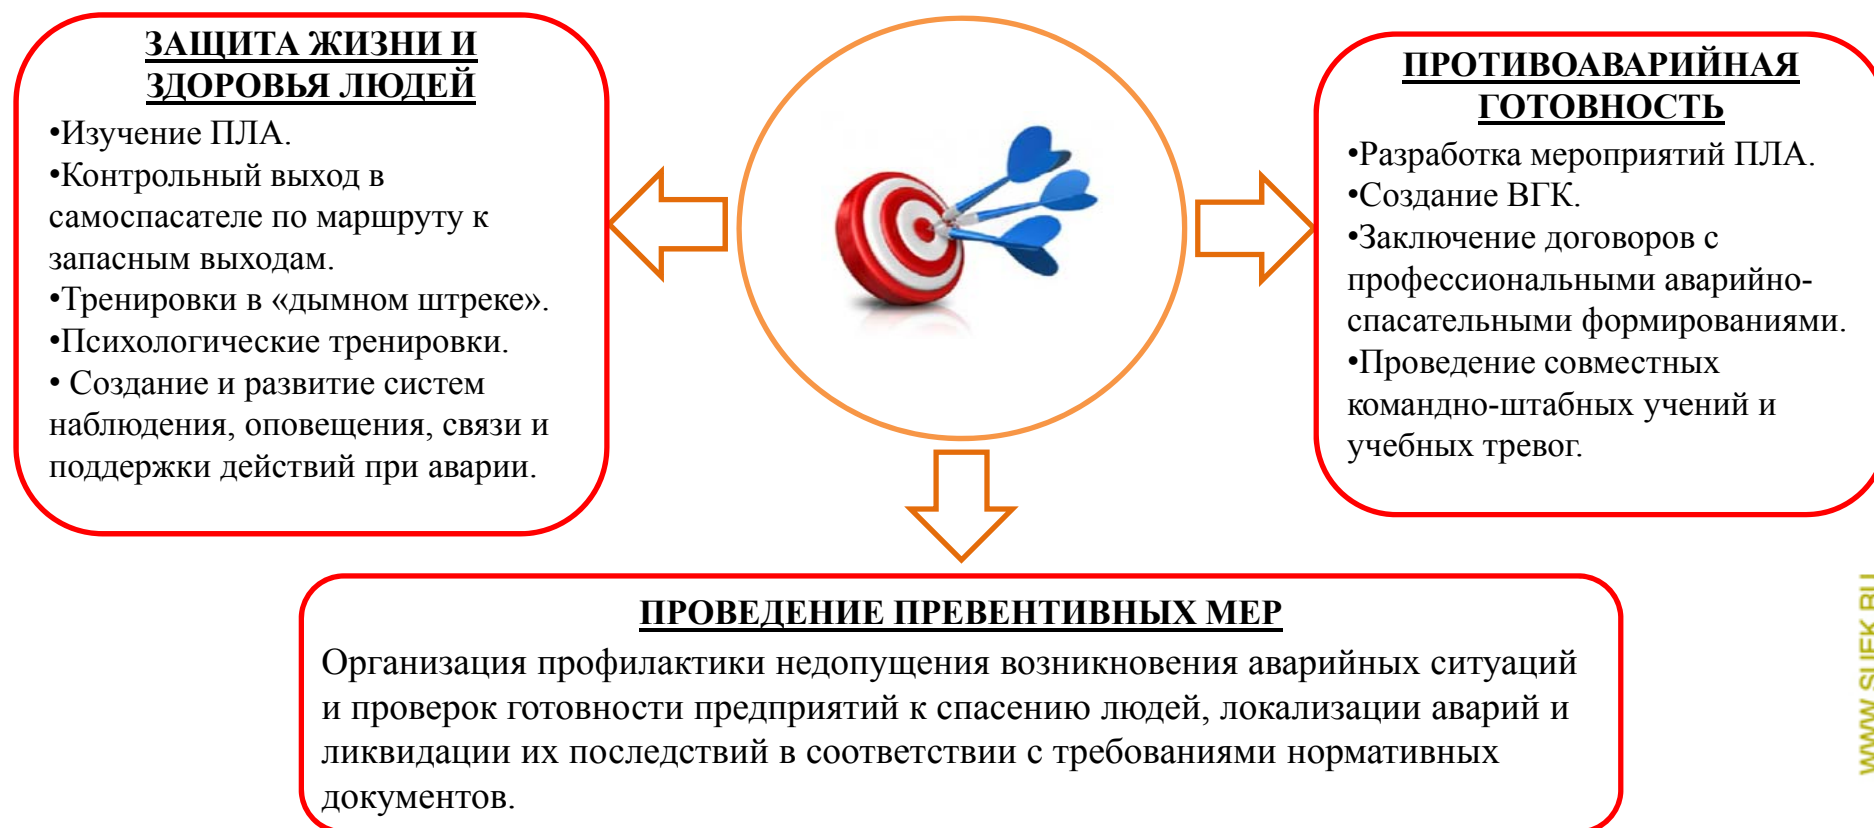 ЗАЩИТА ЖИЗНИ И
ЗДОРОВЬЯ ЛЮДЕЙ
•Изучение ПЛА.
•Контрольный выход в
самоспасателе по маршруту к
запасным выходам.
•Тренировки в «дымном штреке».
•Психологические тренировки.
• Создание и развитие систем
наблюдения, оповещения, связи и
поддержки действий при аварии.
ПРОТИВОАВАРИЙНАЯ
ГОТОВНОСТЬ
•Разработка мероприятий ПЛА.
•Создание ВГК.
•Заключение договоров с
профессиональными аварийно-
спасательными формированиями.
•Проведение совместных
командно-штабных учений и
учебных тревог.
ПРОВЕДЕНИЕ ПРЕВЕНТИВНЫХ МЕР
Организация профилактики недопущения возникновения аварийных ситуаций
и проверок готовности предприятий к спасению людей, локализации аварий и
ликвидации их последствий в соответствии с требованиями нормативных
документов.
WWW.SUEK.RU